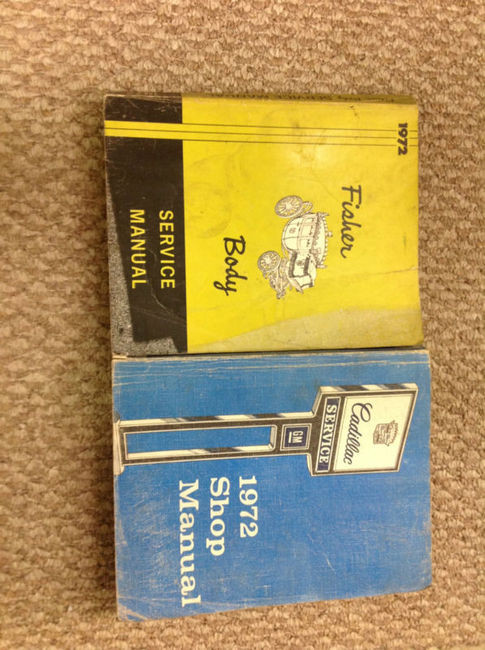 1972
Fisher
Body
SERVICE
MANUAL
Cadillac
SERVICE
GM
1972
Shop
Manual